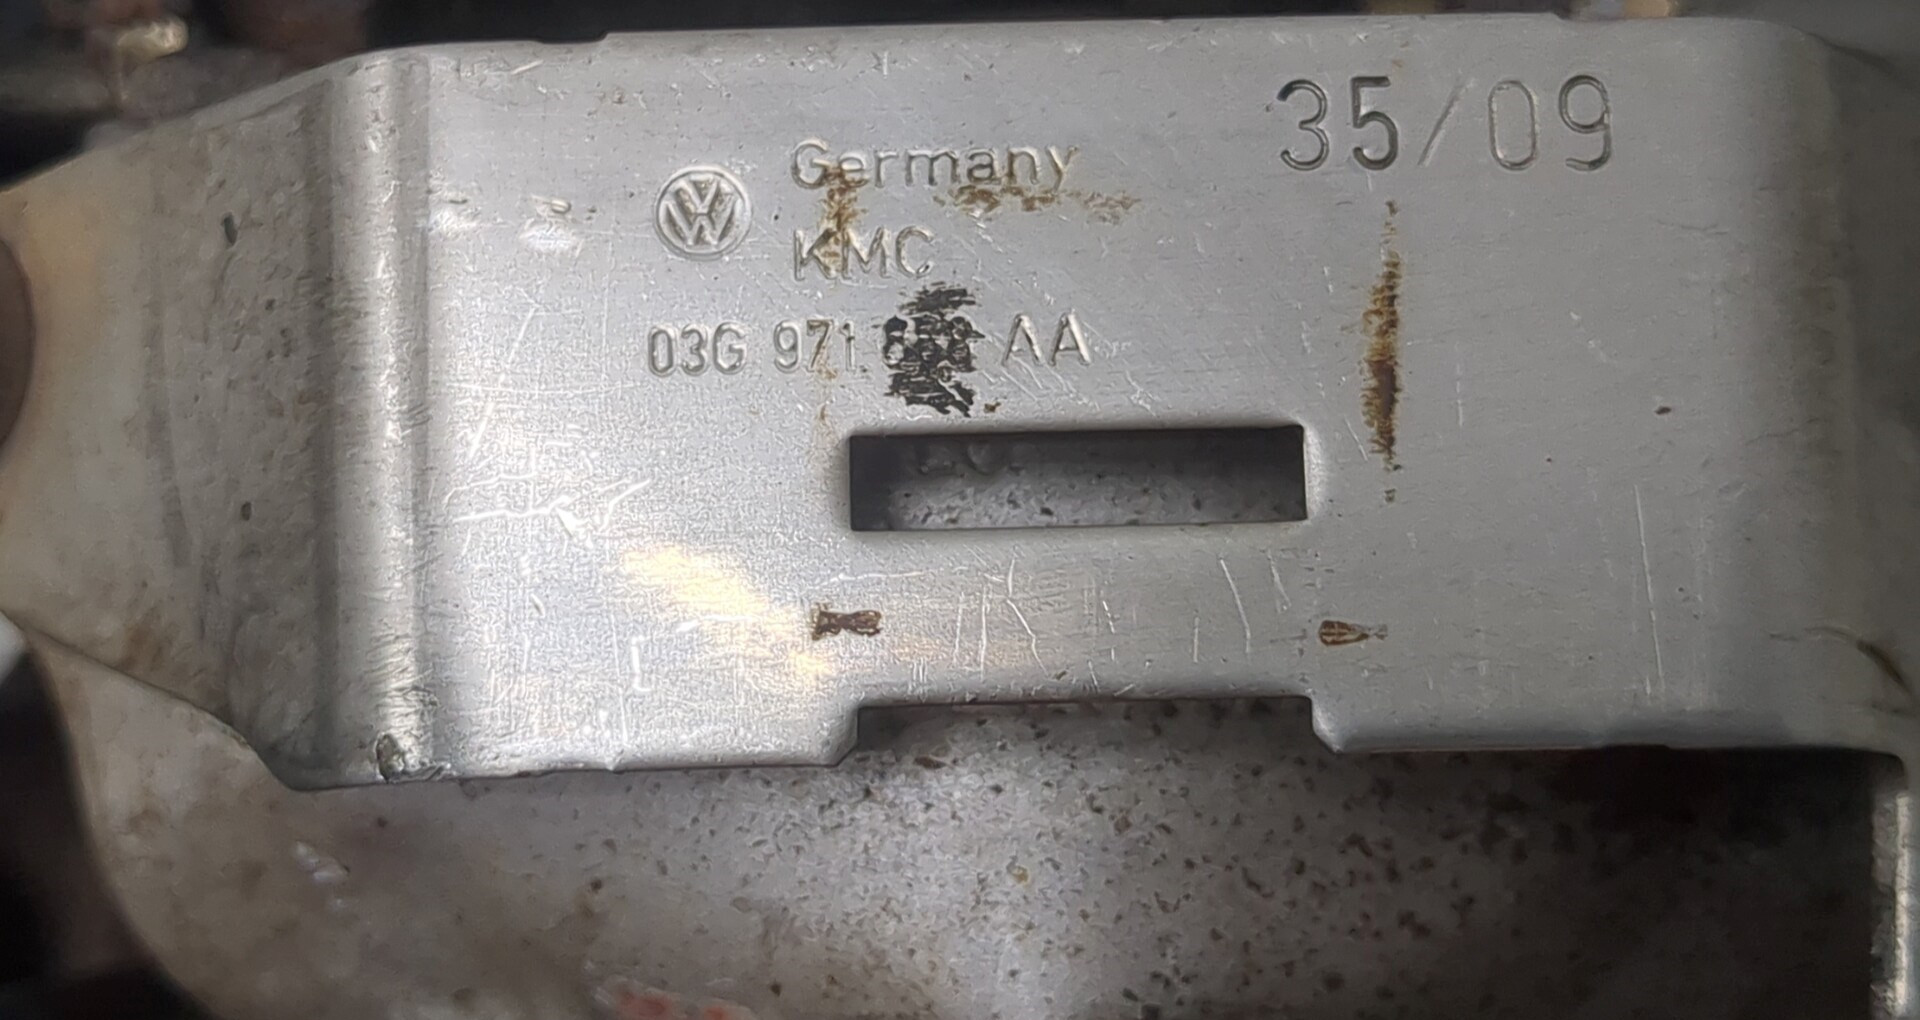 35/09
Germany
KMC
03G 971 AA